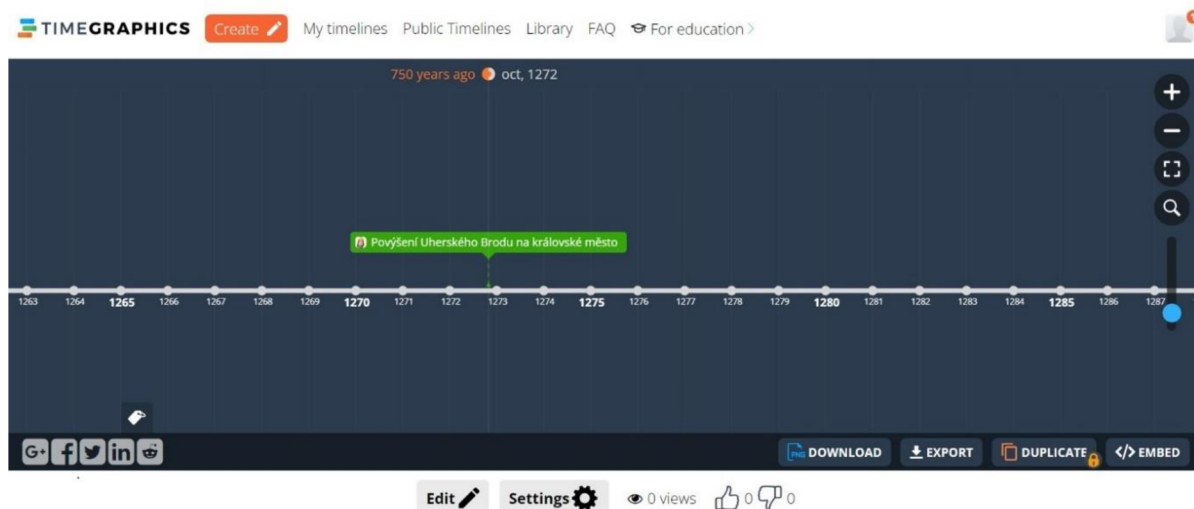 TIMEGRAPHICS Create My timelines Public Timelines Library FAQ For education >
750 years ago oct, 1272
Povýšení Uherského Brodu na královské město
1263 1264 1265 1266 1267 1268 1269 1270 1271 1272 1273 1274 1275 1276 1277 1278 1279 1280 1281 1282 1283 1284 1285 1286 1287
G+ f in PNG DOWNLOAD EXPORT DUPLICATE </> EMBED
Edit Settings 0 views 0 0